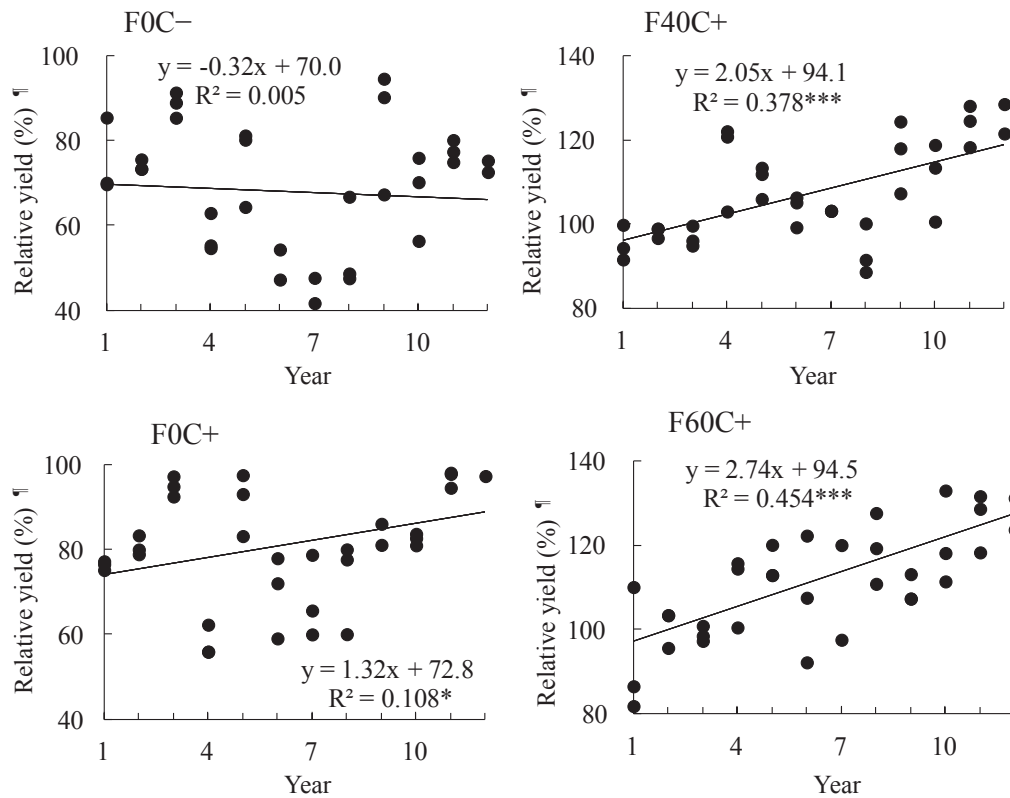 F0C−
y = -0.32x + 70.0
R² = 0.005
Relative yield (%) ¶
100
80
60
40
1 4 7 10
Year
F40C+
y = 2.05x + 94.1
R² = 0.378***
Relative yield (%) ¶
140
120
100
80
1 4 7 10
Year
F0C+
y = 1.32x + 72.8
R² = 0.108*
Relative yield (%) ¶
100
80
60
40
1 4 7 10
Year
F60C+
y = 2.74x + 94.5
R² = 0.454***
Relative yield (%) ¶
140
120
100
80
1 4 7 10
Year